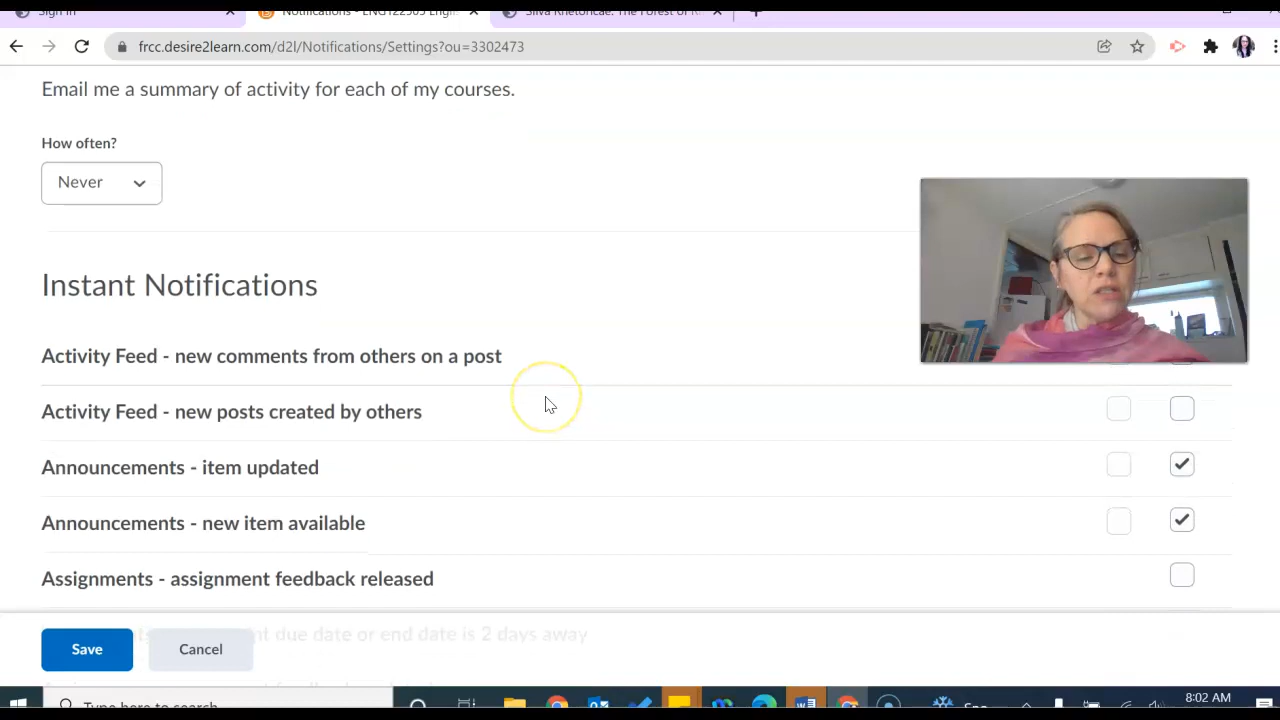 Sign in
Notifications - ENG122303 Engl
Silva Rhetoricae: The Forest of R
frcc.desire2learn.com/d2l/Notifications/Settings?ou=3302473
Email me a summary of activity for each of my courses.
How often?
Never
Instant Notifications
Activity Feed - new comments from others on a post
Activity Feed - new posts created by others
Announcements - item updated
Announcements - new item available
Assignments - assignment feedback released
due date or end date is 2 days away
Save
Cancel
Type here to search
8:02 AM